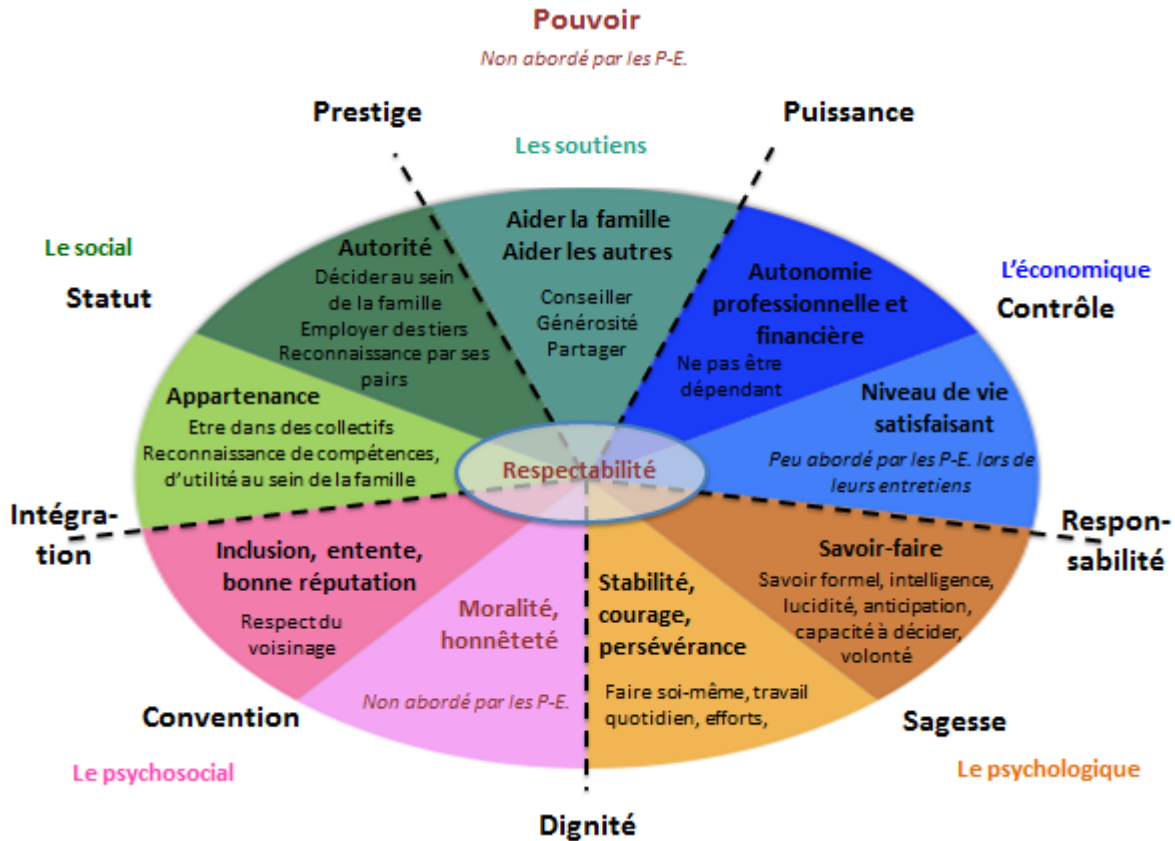 Pouvoir
Non abordé par les P-E.
Prestige
Puissance
Les soutiens
Aider la famille
Aider les autres
Conseiller
Générosité
Partager
Le social
Statut
Autorité
Décider au sein
de la famille
Employer des tiers
Reconnaissance par ses
pairs
Autonomie
professionnelle et
financière
Ne pas être
dépendant
L'économique
Contrôle
Appartenance
Etre dans des collectifs
Reconnaissance de compétences,
d'utilité au sein de la famille
Niveau de vie
satisfaisant
Peu abordé par les P-E. lors de
leurs entretiens
Respectabilité
Intégra-
tion
Respon-
sabilité
Inclusion, entente,
bonne réputation
Respect du
voisinage
Moralité,
honnêteté
Non abordé par les P-E.
Stabilité,
courage,
persévérance
Faire soi-même, travail
quotidien, efforts,
Savoir-faire
Savoir formel, intelligence,
lucidité, anticipation,
capacité à décider,
volonté
Convention
Le psychosocial
Sagesse
Le psychologique
Dignité